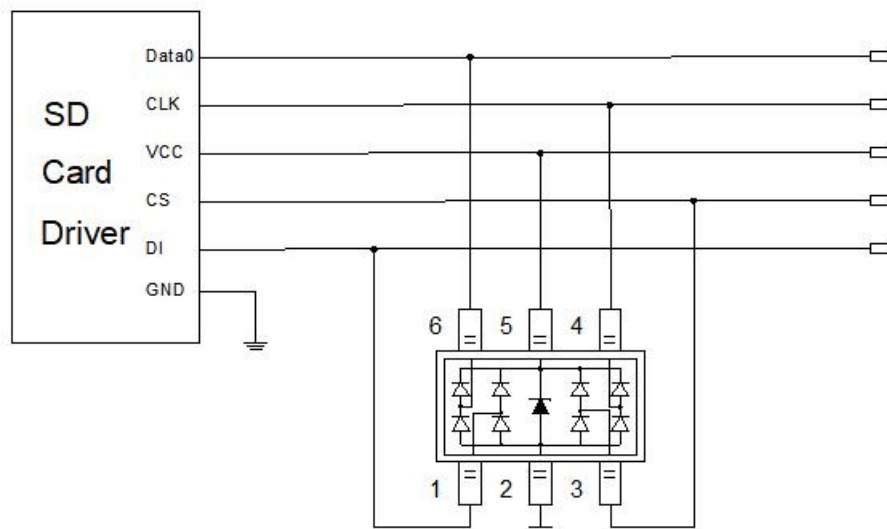 SD
Card
Driver
Data0
CLK
VCC
CS
DI
GND
6 5 4
1 2 3